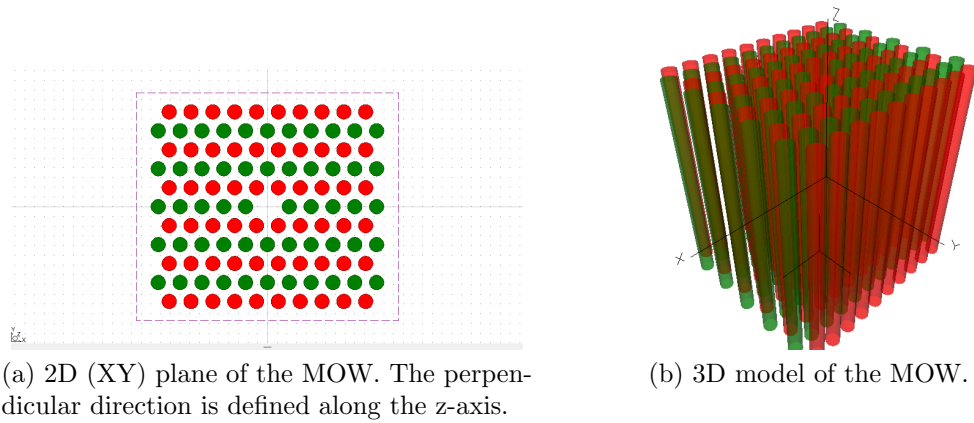 Z
X
Y
Y
Z
X
(a) 2D (XY) plane of the MOW. The perpen-
dicular direction is defined along the z-axis.
(b) 3D model of the MOW.